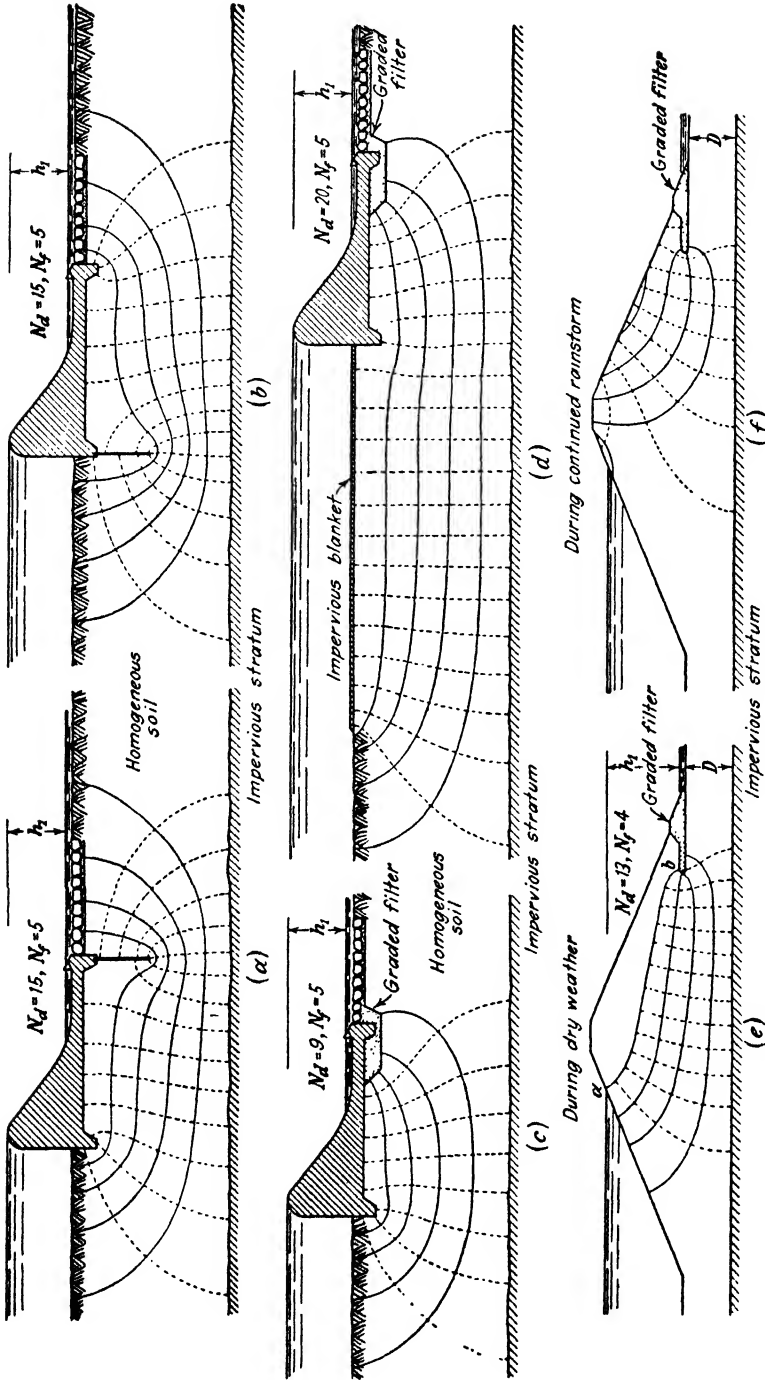 N_d=15, N_f=5
h_1
(a)
Homogeneous soil
Impervious stratum
N_d=15, N_f=5
h_1
(b)
N_d=9, N_f=5
h_1
Graded filter
(c)
Homogeneous soil
Impervious stratum
Impervious blanket
N_d=20, N_f=5
h_1
Graded filter
(d)
During dry weather
a
b
N_d=13, N_f=4
h_1
Graded filter
D
(e)
Impervious stratum
During continued rainstorm
Graded filter
D
(f)